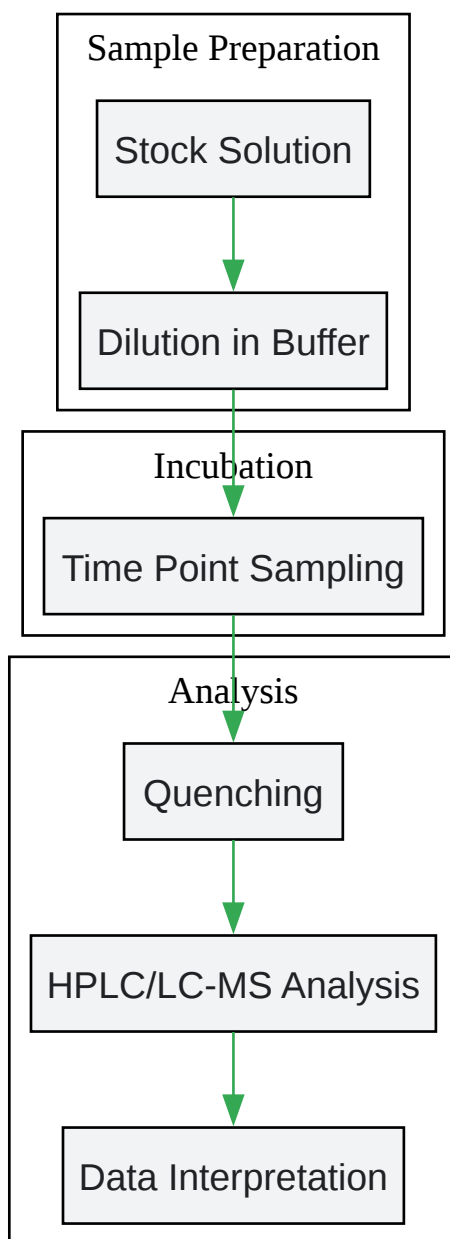 Sample Preparation
Stock Solution
Dilution in Buffer
Incubation
Time Point Sampling
Analysis
Quenching
HPLC/LC-MS Analysis
Data Interpretation